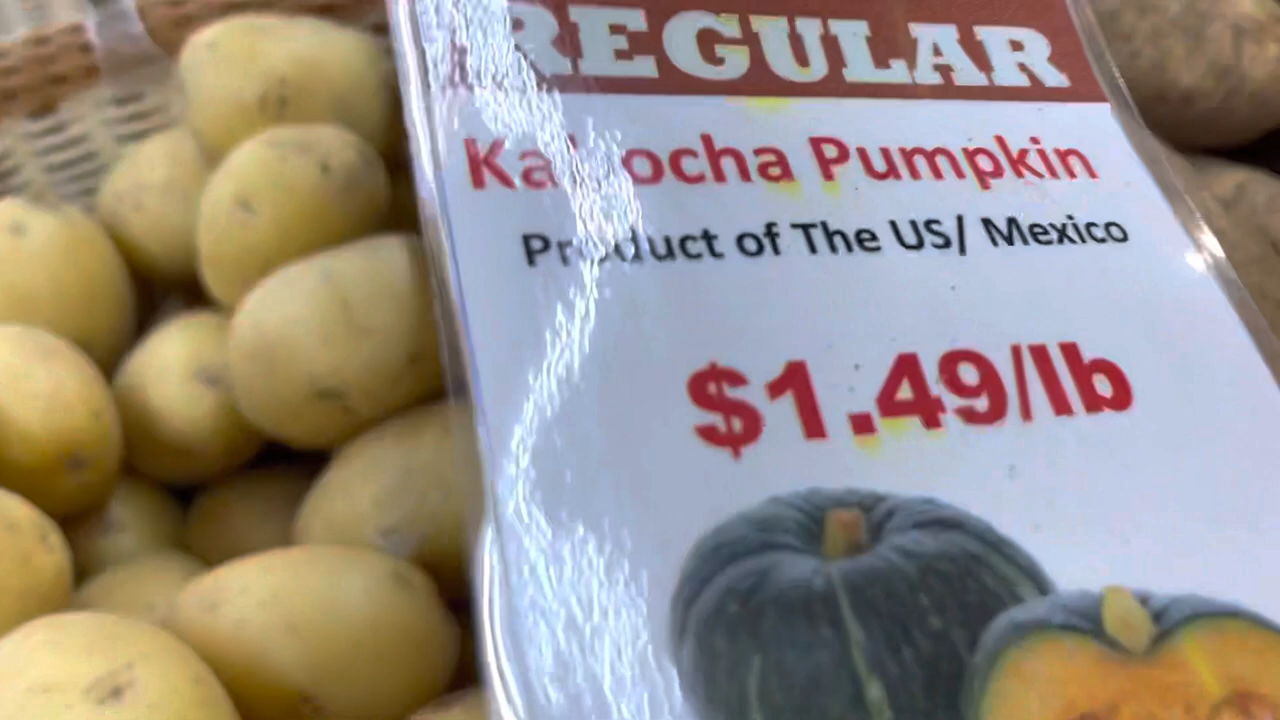 REGULAR
Kabocha Pumpkin
Product of The US/ Mexico
$1.49/lb